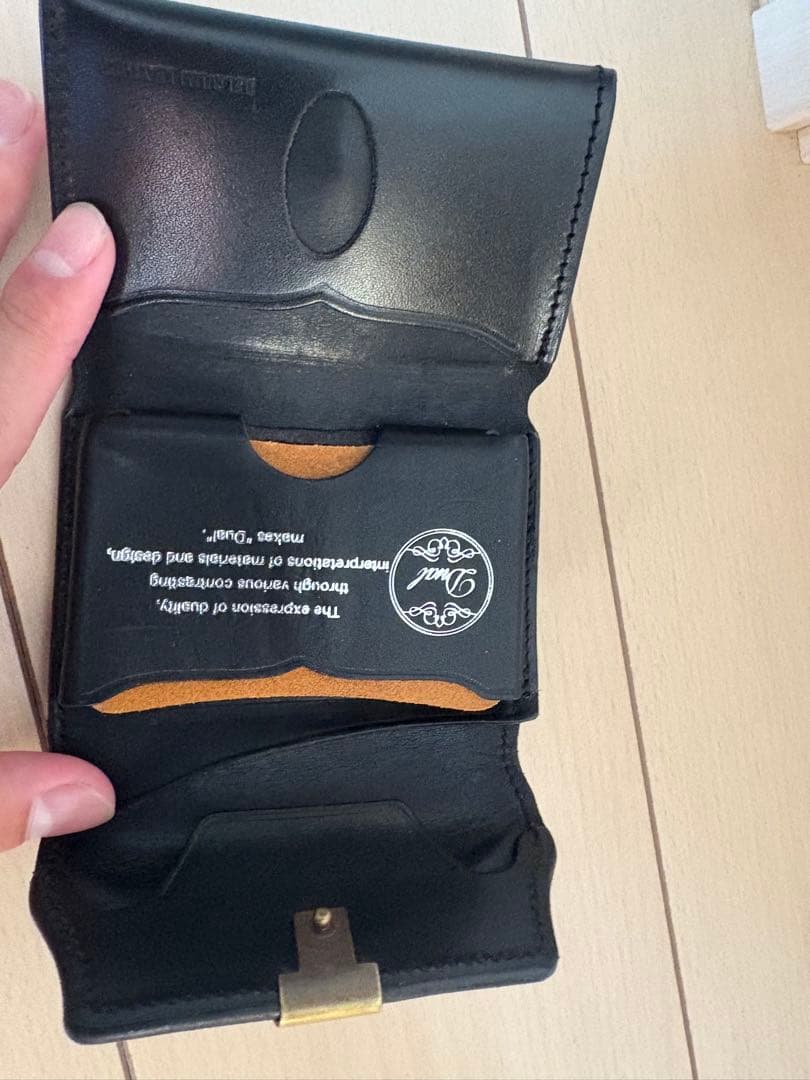 Dual
The expression of duality,
through various contrasting
interpretations of materials and design,
makes "Dual".